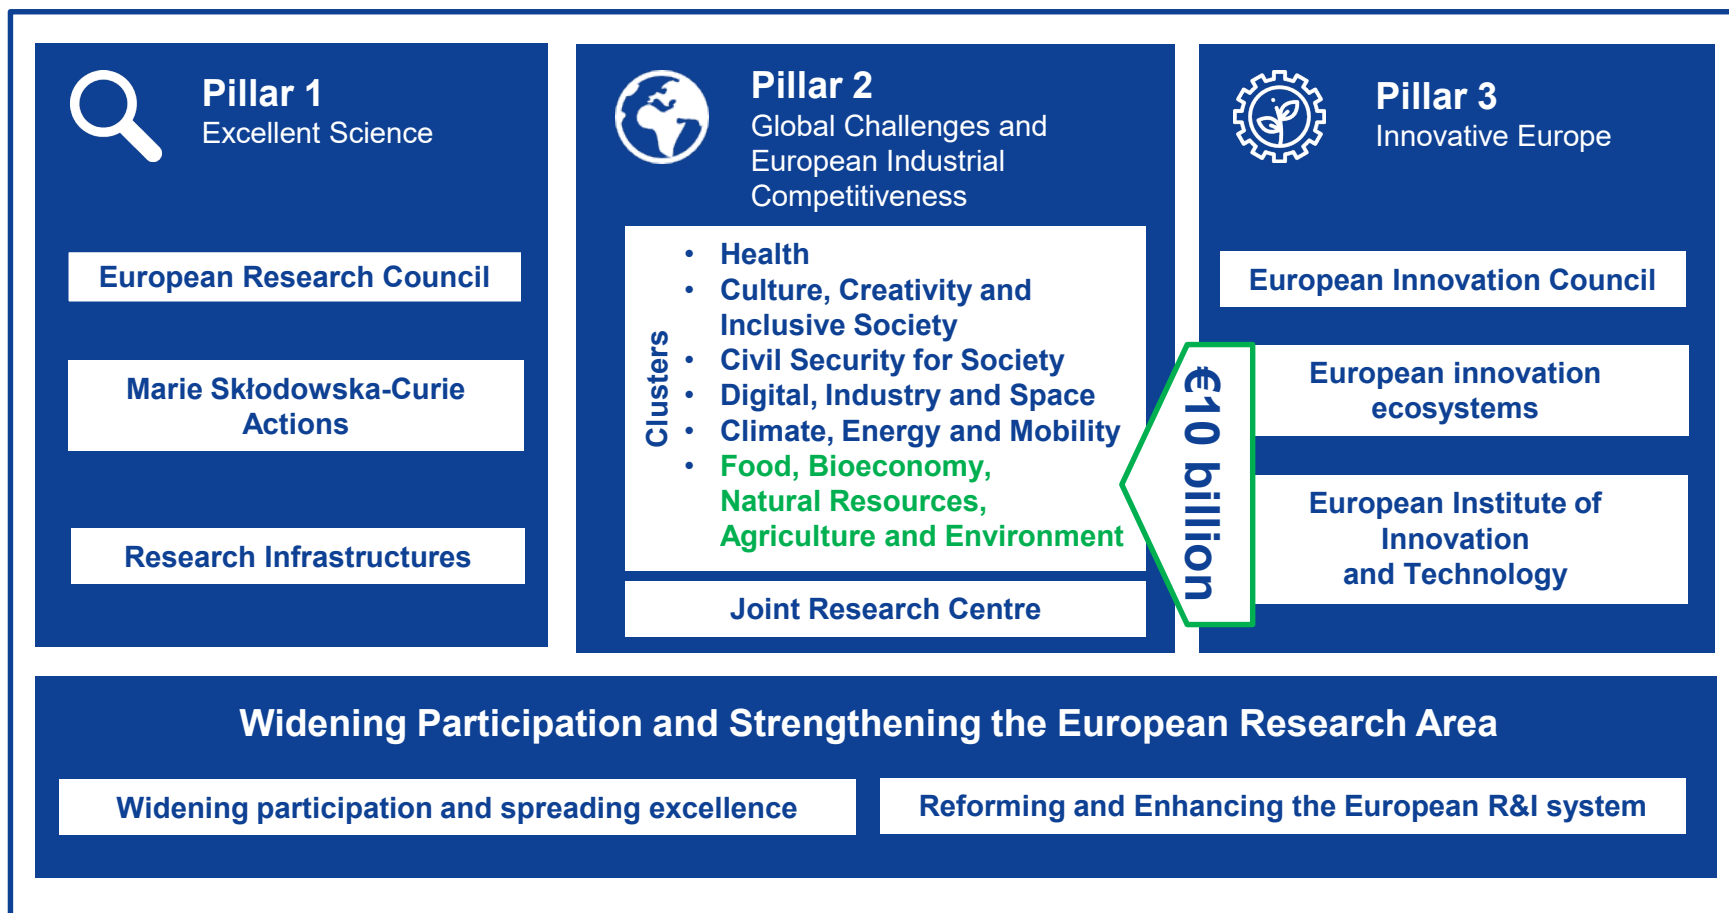 Pillar 1
Excellent Science
European Research Council
Marie Skłodowska-Curie
Actions
Research Infrastructures
Pillar 2
Global Challenges and
European Industrial
Competitiveness
Clusters
• Health
• Culture, Creativity and
Inclusive Society
• Civil Security for Society
• Digital, Industry and Space
• Climate, Energy and Mobility
• Food, Bioeconomy,
Natural Resources,
Agriculture and Environment
Joint Research Centre
€10 billion
Pillar 3
Innovative Europe
European Innovation Council
European innovation
ecosystems
European Institute of
Innovation
and Technology
Widening Participation and Strengthening the European Research Area
Widening participation and spreading excellence
Reforming and Enhancing the European R&I system